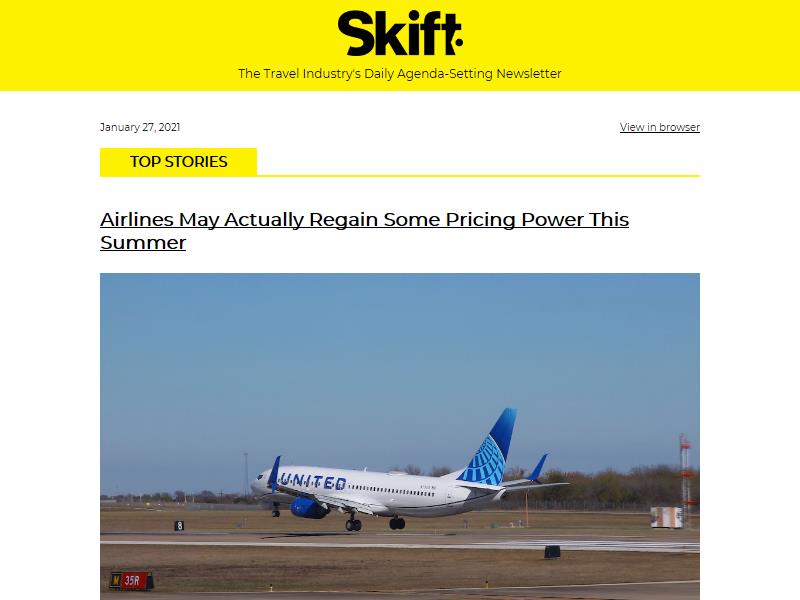 Skift
The Travel Industry's Daily Agenda-Setting Newsletter
January 27, 2021
View in browser
TOP STORIES
Airlines May Actually Regain Some Pricing Power This
Summer
UNITED
8
M 35R